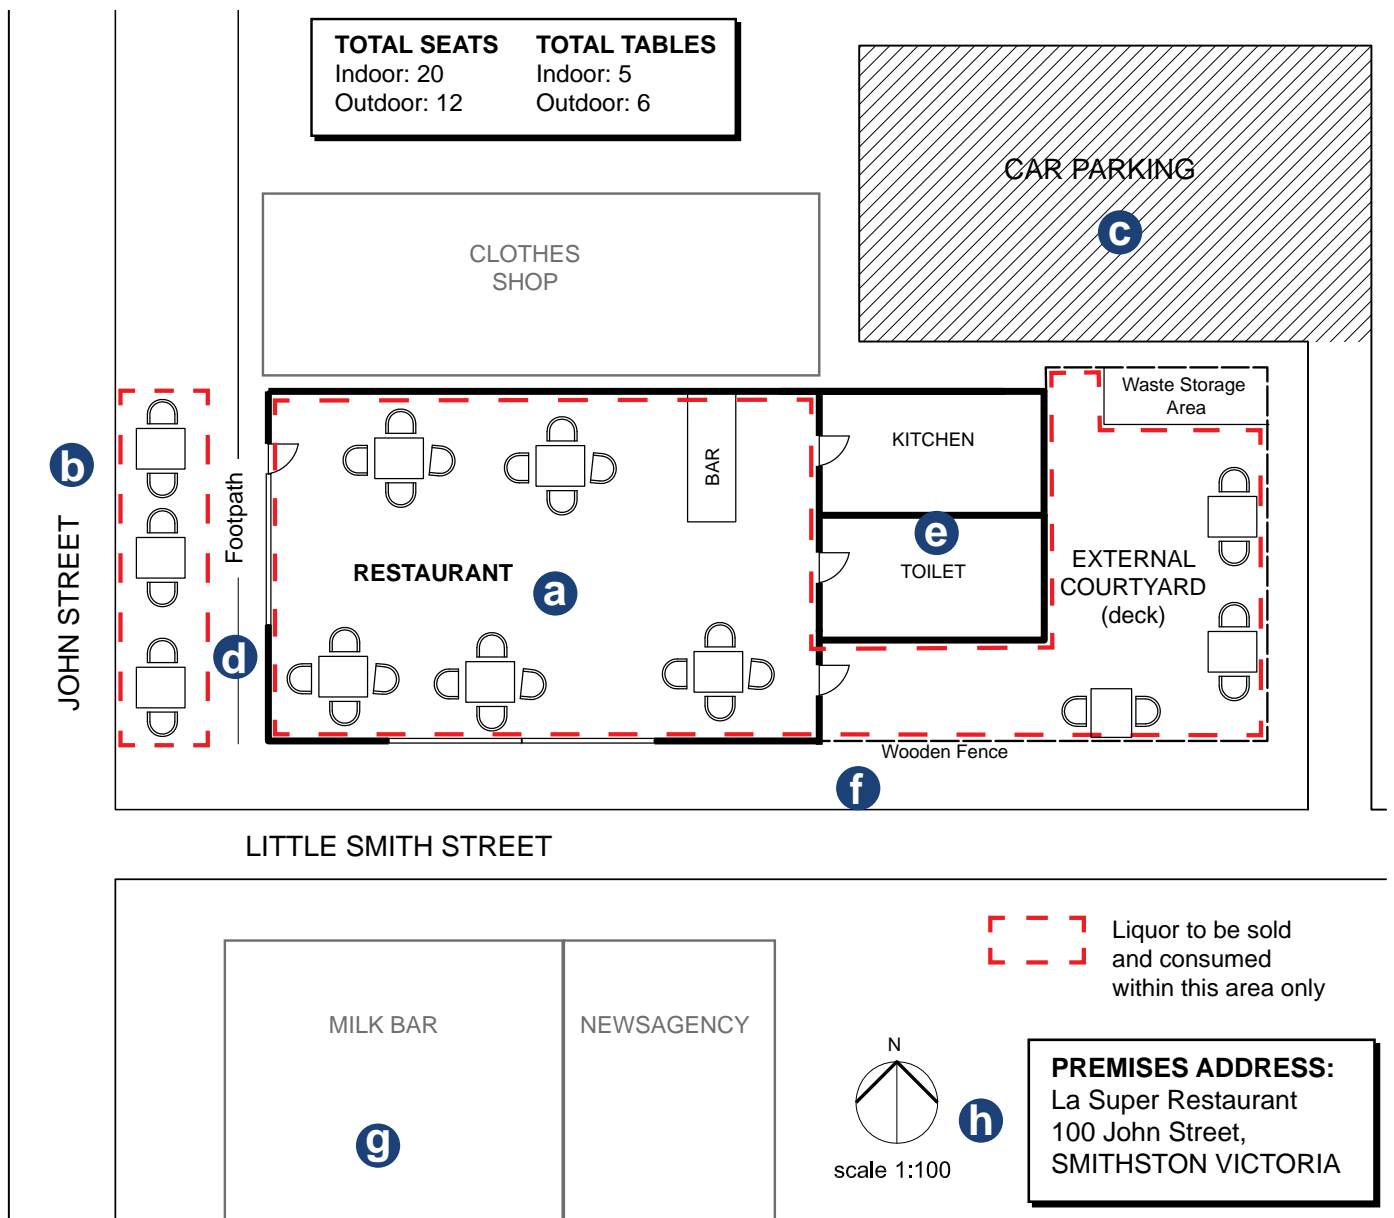 TOTAL SEATS TOTAL TABLES
Indoor: 20 Indoor: 5
Outdoor: 12 Outdoor: 6
CAR PARKING
c
CLOTHES
SHOP
Waste Storage
Area
b
JOHN STREET
Footpath
d
BAR
KITCHEN
e
TOILET
RESTAURANT
a
EXTERNAL
COURTYARD
(deck)
Wooden Fence
f
LITTLE SMITH STREET
Liquor to be sold
and consumed
within this area only
MILK BAR
NEWSAGENCY
g
N
scale 1:100
h
PREMISES ADDRESS:
La Super Restaurant
100 John Street,
SMITHSTON VICTORIA